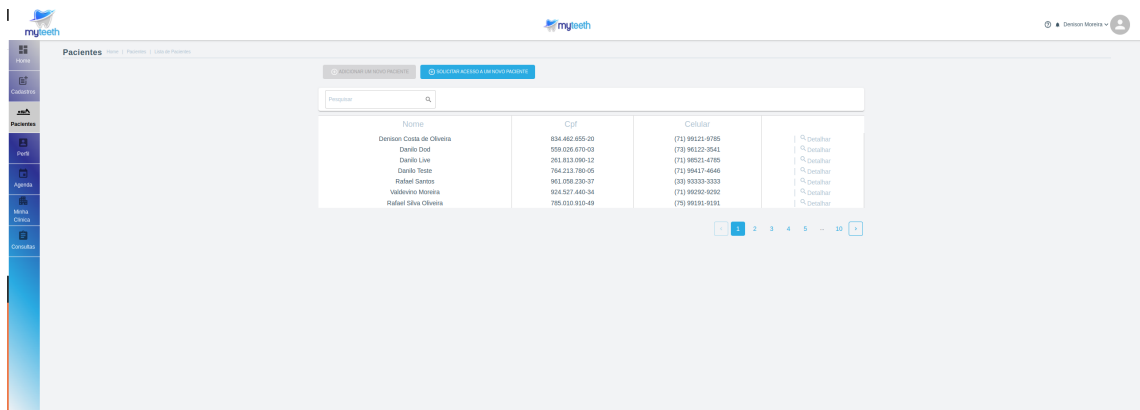 myteeth
myteeth
Denison Moreira
Home
Cadastros
Pacientes
Perfil
Agenda
Minha
Clínica
Consultas
Pacientes Home | Pacientes | Lista de Pacientes
ADICIONAR UM NOVO PACIENTE SOLICITAR ACESSO A UM NOVO PACIENTE
Pesquisar
Nome Cpf Celular
Denison Costa de Oliveira 834.462.655-20 (71) 99121-9785 | Detalhar
Danilo Dod 559.026.670-03 (73) 96122-3541 | Detalhar
Danilo Live 261.813.090-12 (71) 98521-4785 | Detalhar
Danilo Teste 764.213.780-05 (71) 99417-4646 | Detalhar
Rafael Santos 961.058.230-37 (33) 93333-3333 | Detalhar
Valdevino Moreira 924.527.440-34 (71) 99292-9292 | Detalhar
Rafael Silva Oliveira 785.010.910-49 (75) 99191-9191 | Detalhar
‹ 1 2 3 4 5 ... 10 ›